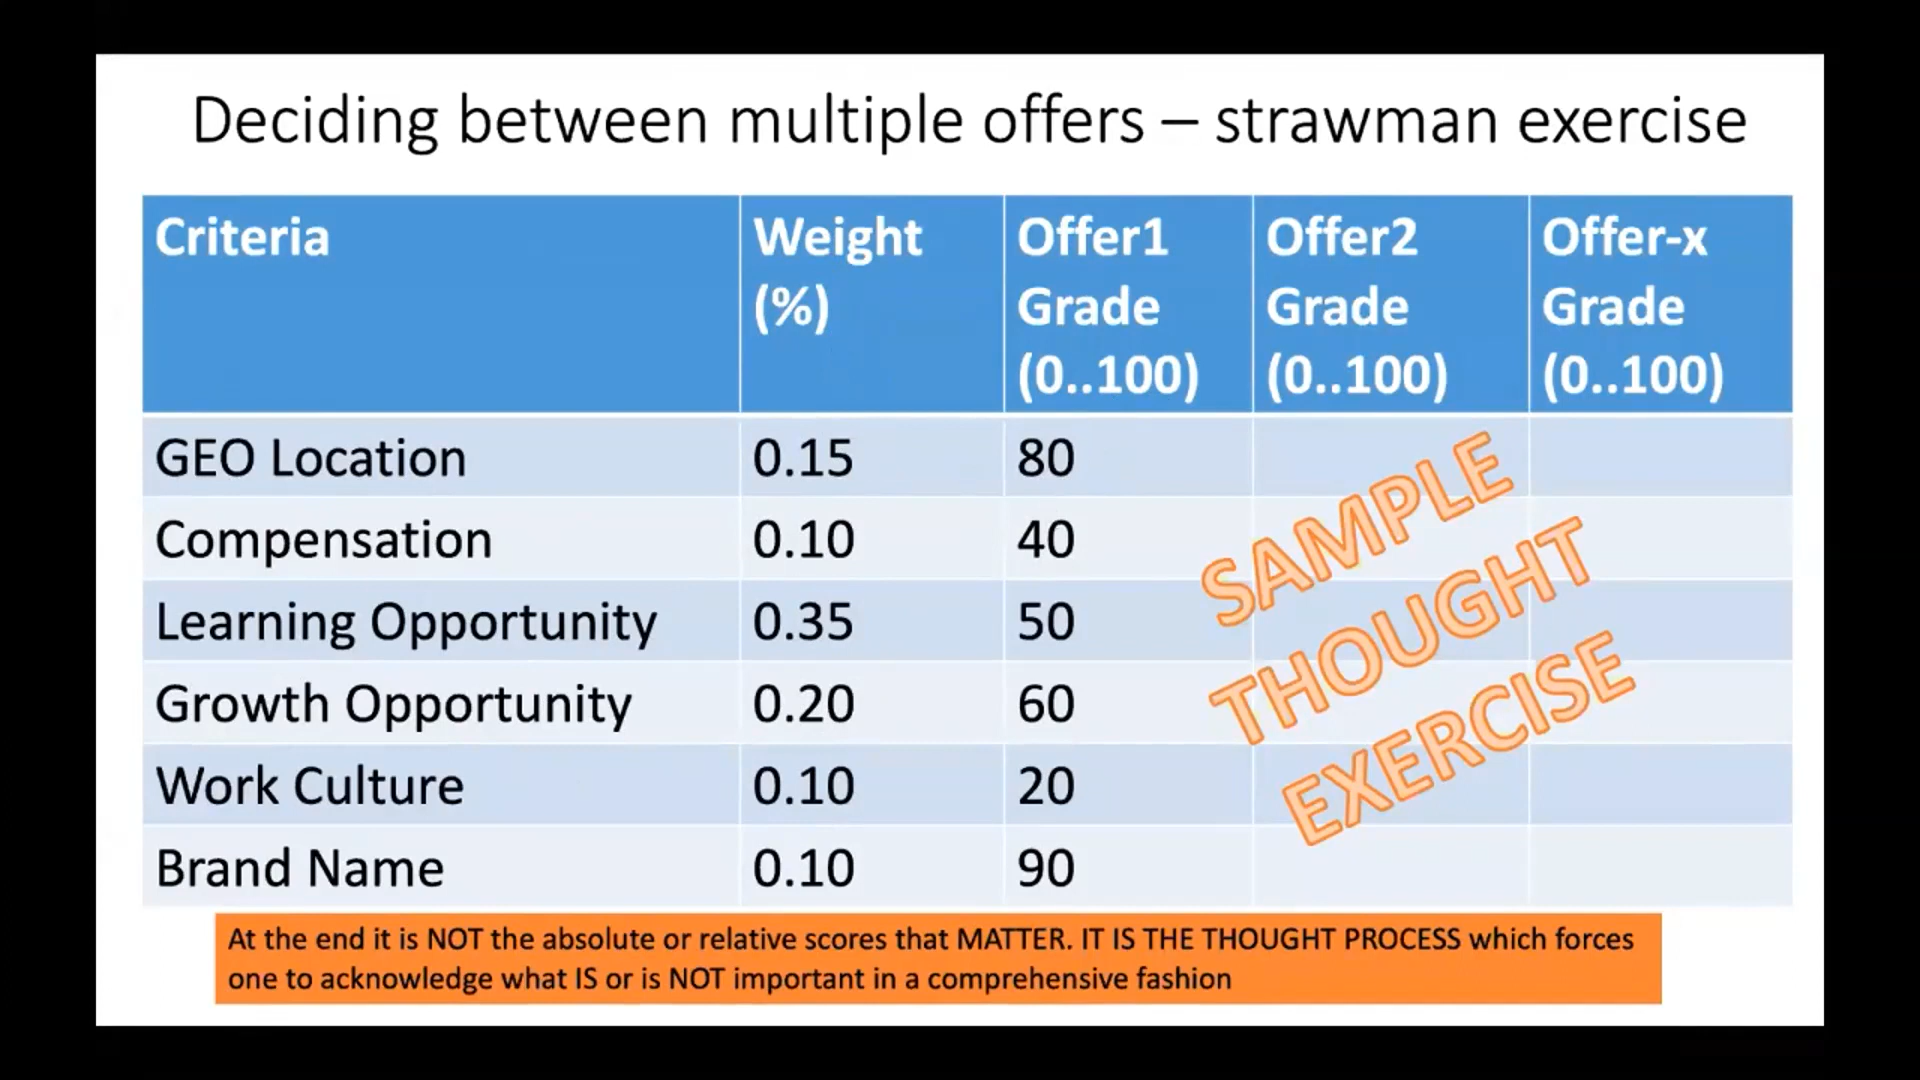 Deciding between multiple offers – strawman exercise
Criteria
Weight
(%)
Offer1
Grade
(0..100)
Offer2
Grade
(0..100)
Offer-x
Grade
(0..100)
GEO Location 0.15 80
Compensation 0.10 40
Learning Opportunity 0.35 50
Growth Opportunity 0.20 60
Work Culture 0.10 20
Brand Name 0.10 90
SAMPLE
THOUGHT
EXERCISE
At the end it is NOT the absolute or relative scores that MATTER. IT IS THE THOUGHT PROCESS which forces
one to acknowledge what IS or is NOT important in a comprehensive fashion